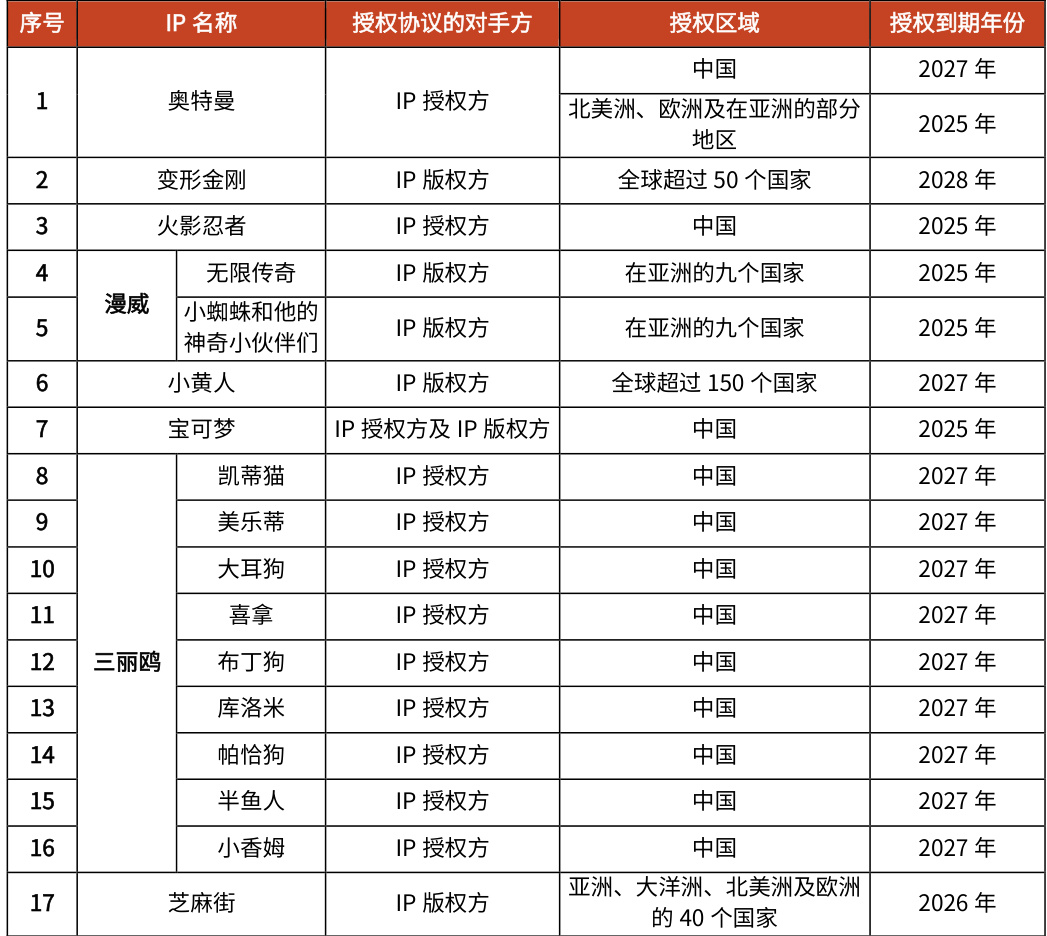 序号 IP 名称 授权协议的对手方 授权区域 授权到期年份
1 奥特曼 IP 授权方 中国 2027 年
北美洲、欧洲及在亚洲的部分
地区 2025 年
2 变形金刚 IP 版权方 全球超过 50 个国家 2028 年
3 火影忍者 IP 授权方 中国 2025 年
漫威
4 无限传奇 IP 版权方 在亚洲的九个国家 2025 年
5 小蜘蛛和他的
神奇小伙伴们 IP 版权方 在亚洲的九个国家 2025 年
6 小黄人 IP 版权方 全球超过 150 个国家 2027 年
7 宝可梦 IP 授权方及 IP 版权方 中国 2025 年
三丽鸥
8 凯蒂猫 IP 授权方 中国 2027 年
9 美乐蒂 IP 授权方 中国 2027 年
10 大耳狗 IP 授权方 中国 2027 年
11 喜拿 IP 授权方 中国 2027 年
12 布丁狗 IP 授权方 中国 2027 年
13 库洛米 IP 授权方 中国 2027 年
14 帕恰狗 IP 授权方 中国 2027 年
15 半鱼人 IP 授权方 中国 2027 年
16 小香姆 IP 授权方 中国 2027 年
17 芝麻街 IP 版权方 亚洲、大洋洲、北美洲及欧洲
的 40 个国家 2026 年